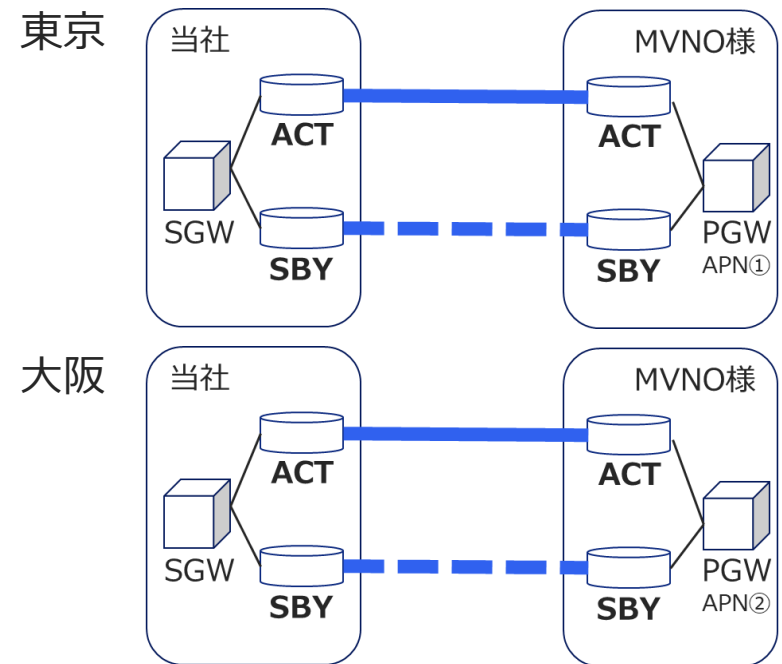 東京
当社
MVNO様
ACT
ACT
SGW
PGW
APN①
SBY
SBY
大阪
当社
MVNO様
ACT
ACT
SGW
PGW
APN②
SBY
SBY